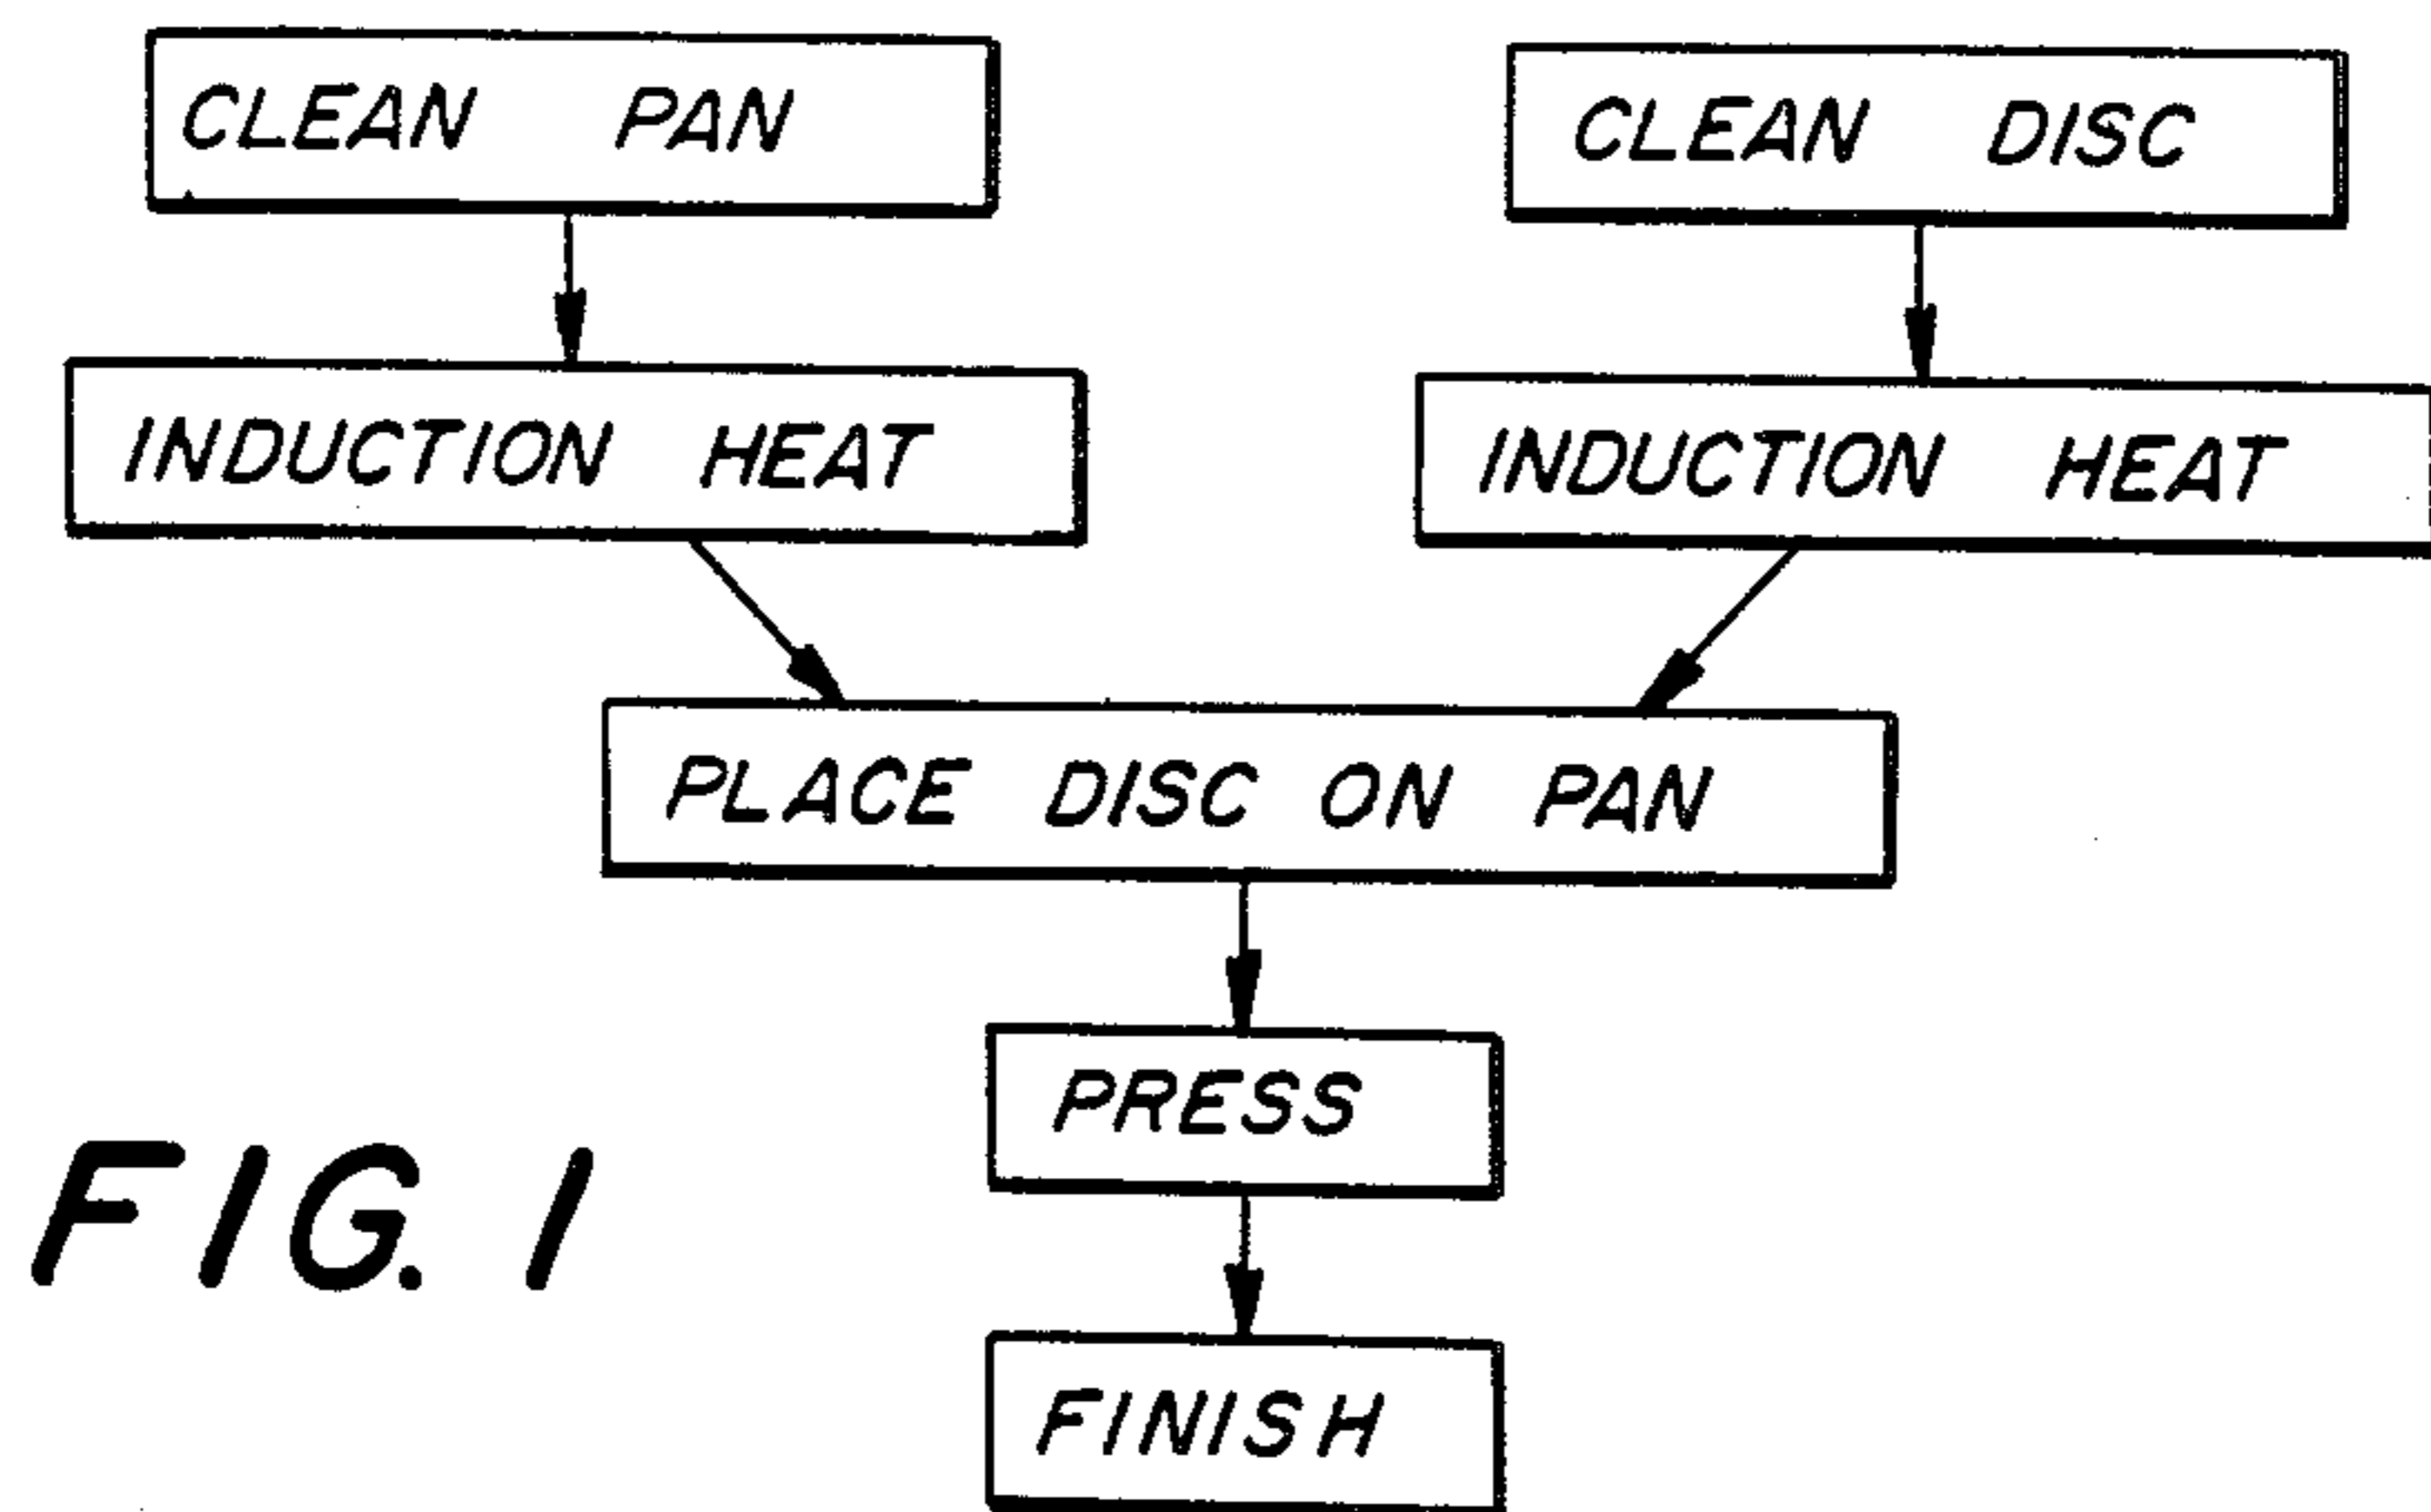 CLEAN PAN
CLEAN DISC
INDUCTION HEAT
INDUCTION HEAT
PLACE DISC ON PAN
PRESS
FINISH
FIG. 1